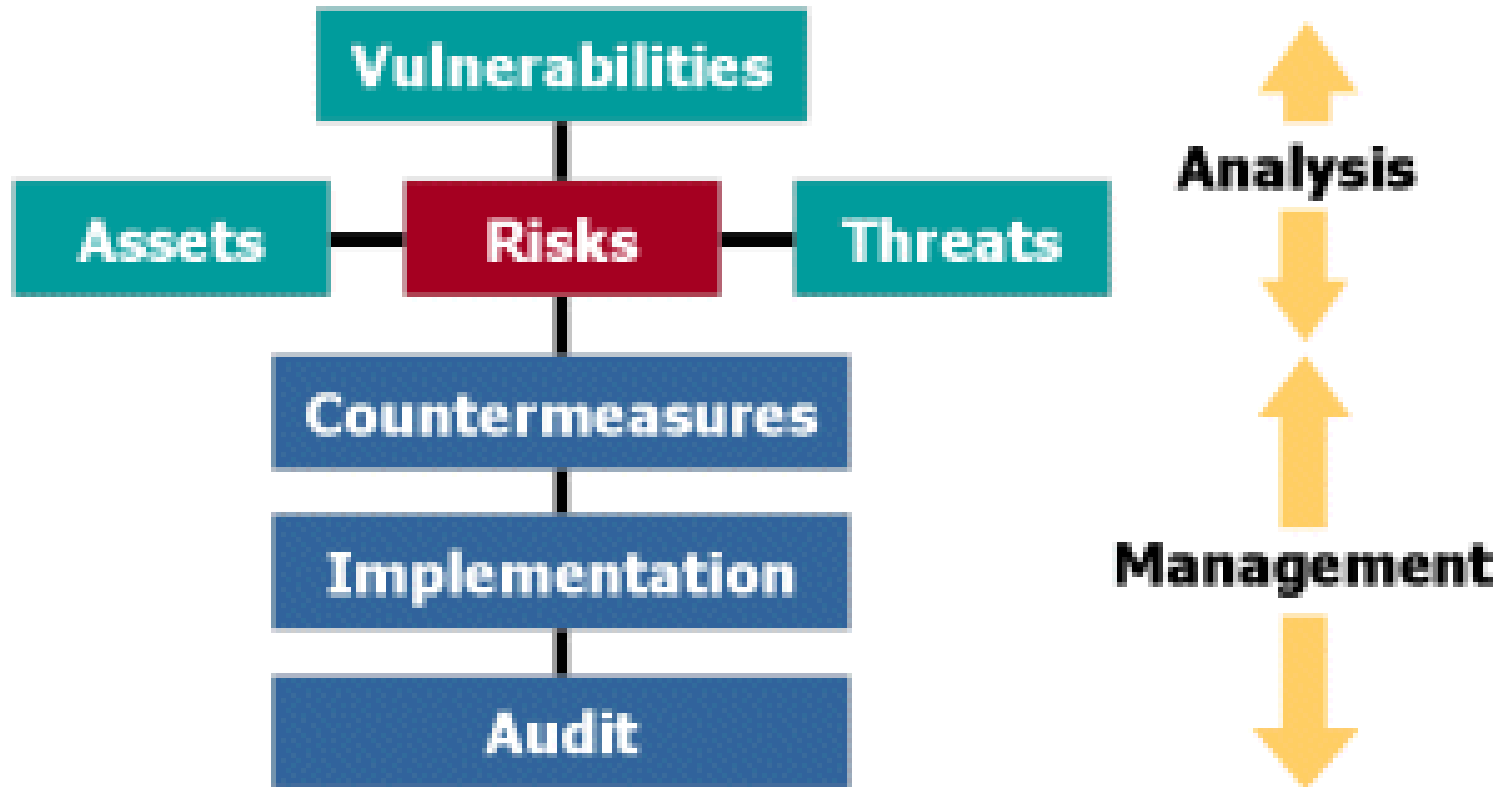 Vulnerabilities
Analysis
Assets
Risks
Threats
Countermeasures
Implementation
Management
Audit